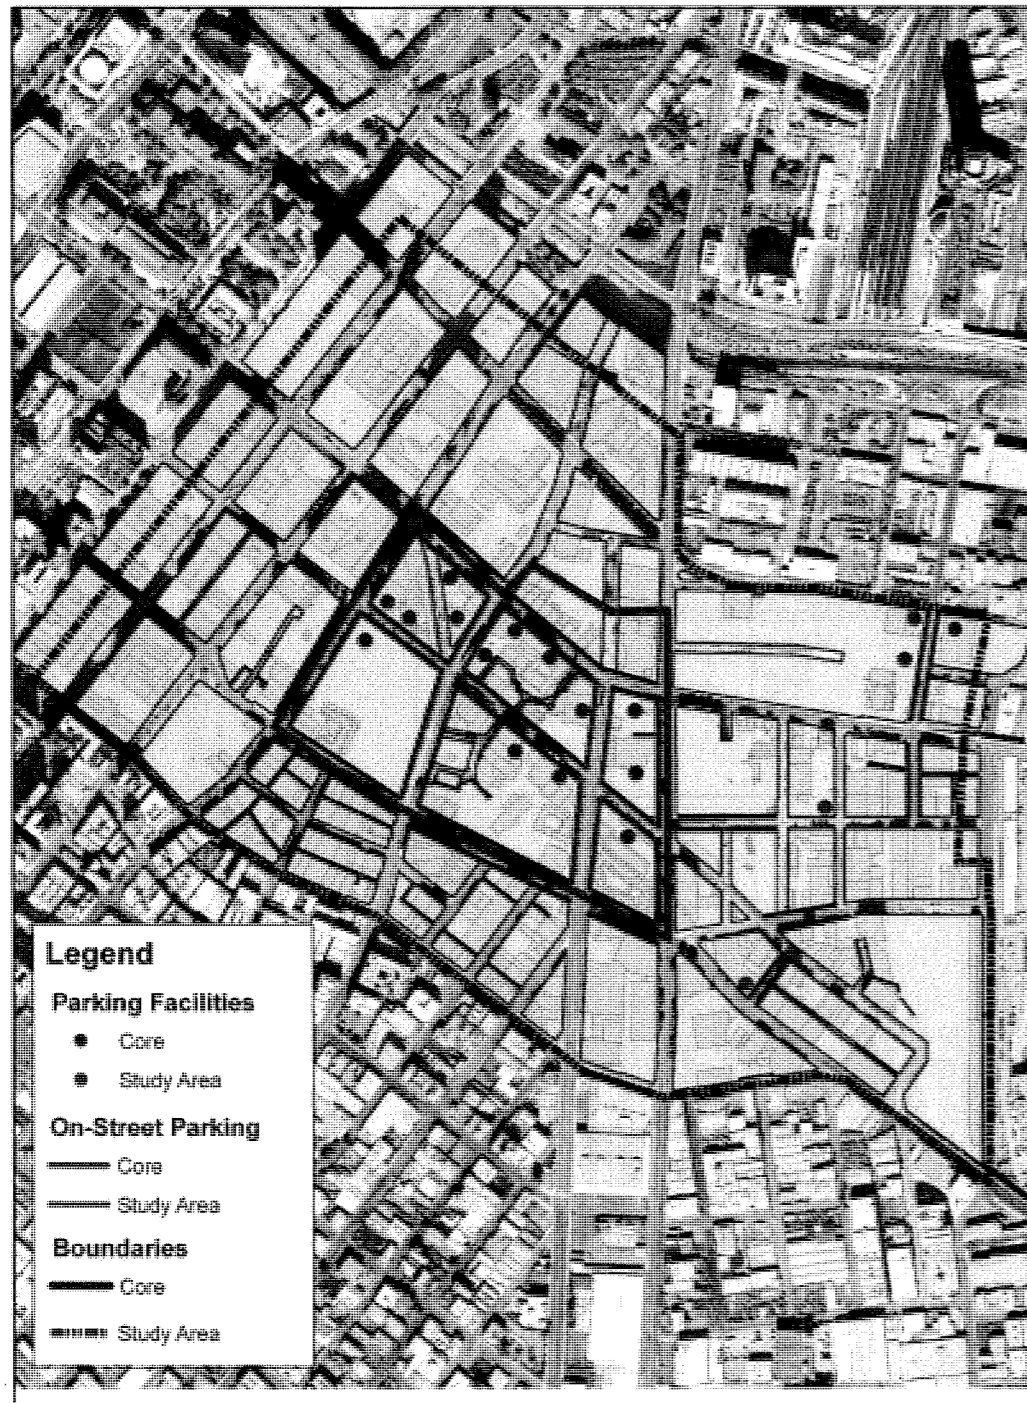 Legend
Parking Facilities
Core
Study Area
On-Street Parking
Core
Study Area
Boundaries
Core
Study Area